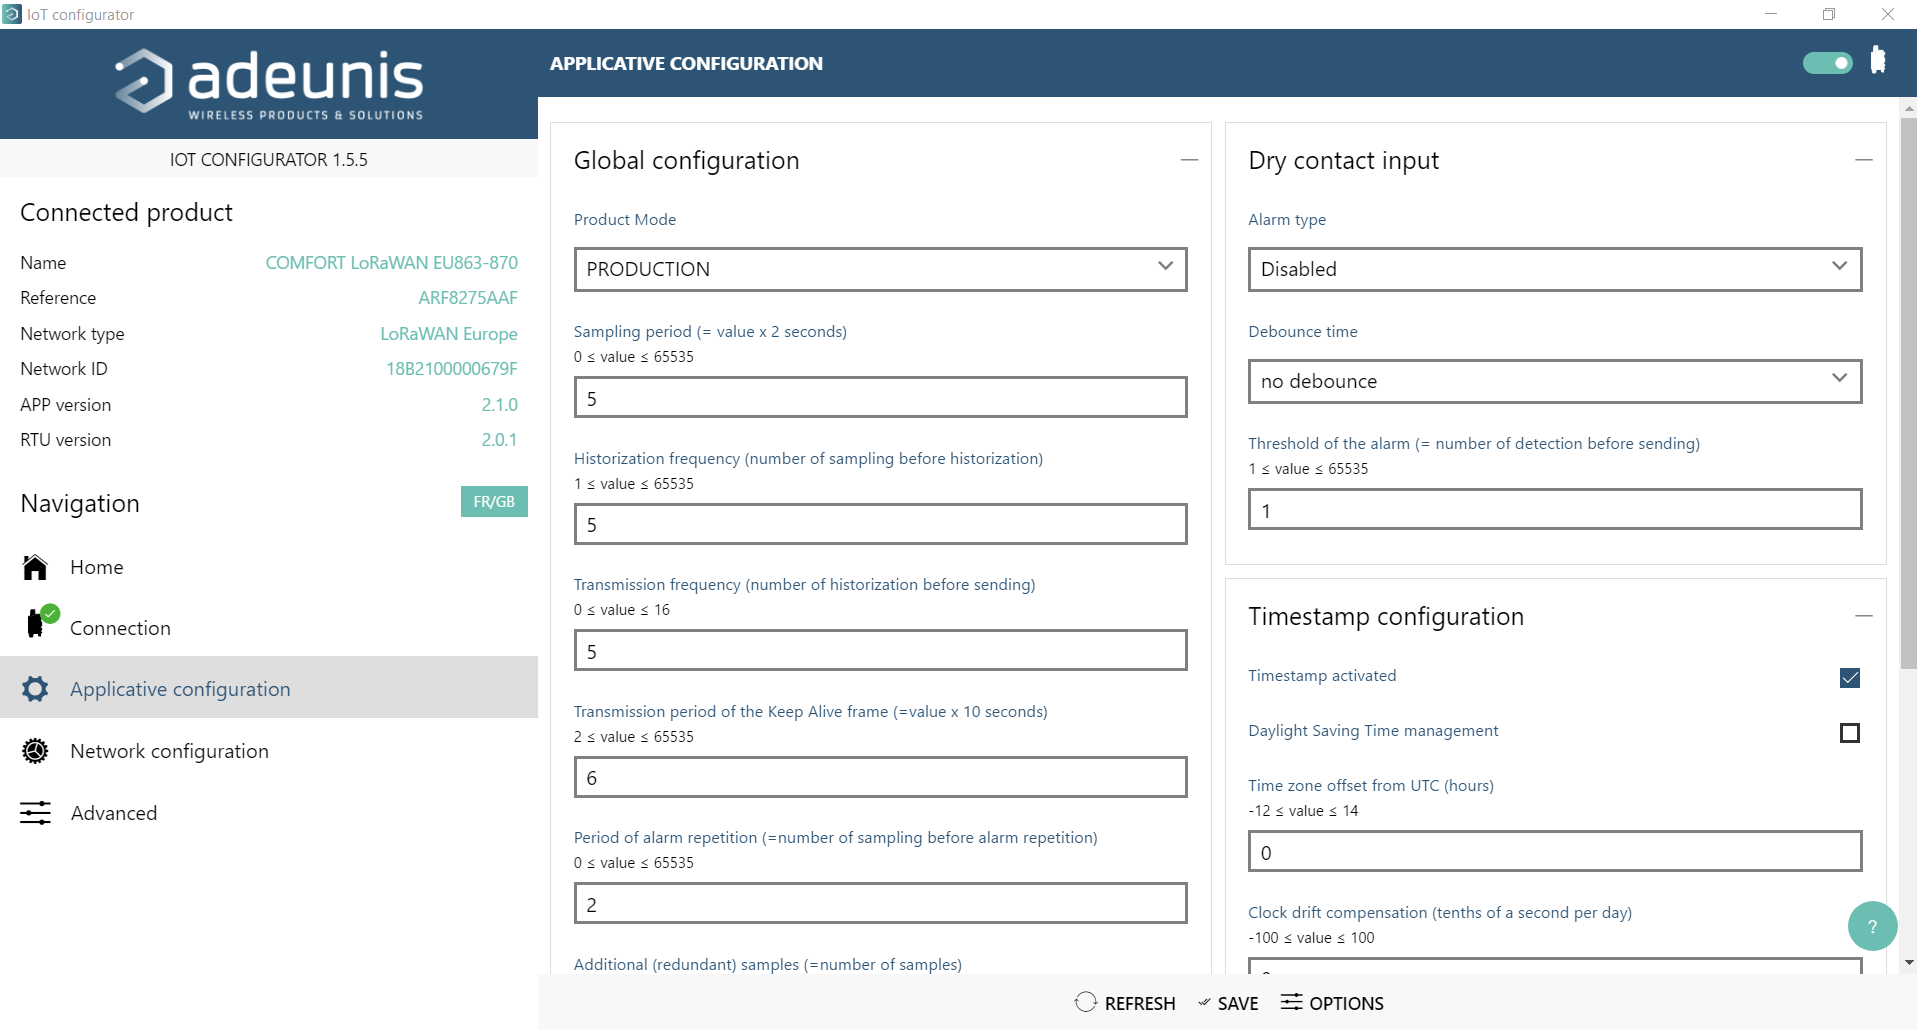 IoT configurator
adeunis
WIRELESS PRODUCTS & SOLUTIONS
IOT CONFIGURATOR 1.5.5
Connected product
Name COMFORT LoRaWAN EU863-870
Reference ARF8275AAF
Network type LoRaWAN Europe
Network ID 18B2100000679F
APP version 2.1.0
RTU version 2.0.1
Navigation FR/GB
Home
Connection
Applicative configuration
Network configuration
Advanced
APPLICATIVE CONFIGURATION
Global configuration
Product Mode
PRODUCTION
Sampling period (= value x 2 seconds)
0 ≤ value ≤ 65535
5
Historization frequency (number of sampling before historization)
1 ≤ value ≤ 65535
5
Transmission frequency (number of historization before sending)
0 ≤ value ≤ 16
5
Transmission period of the Keep Alive frame (=value x 10 seconds)
2 ≤ value ≤ 65535
6
Period of alarm repetition (=number of sampling before alarm repetition)
0 ≤ value ≤ 65535
2
Additional (redundant) samples (=number of samples)
Dry contact input
Alarm type
Disabled
Debounce time
no debounce
Threshold of the alarm (= number of detection before sending)
1 ≤ value ≤ 65535
1
Timestamp configuration
Timestamp activated
Daylight Saving Time management
Time zone offset from UTC (hours)
-12 ≤ value ≤ 14
0
Clock drift compensation (tenths of a second per day)
-100 ≤ value ≤ 100
?
REFRESH SAVE OPTIONS